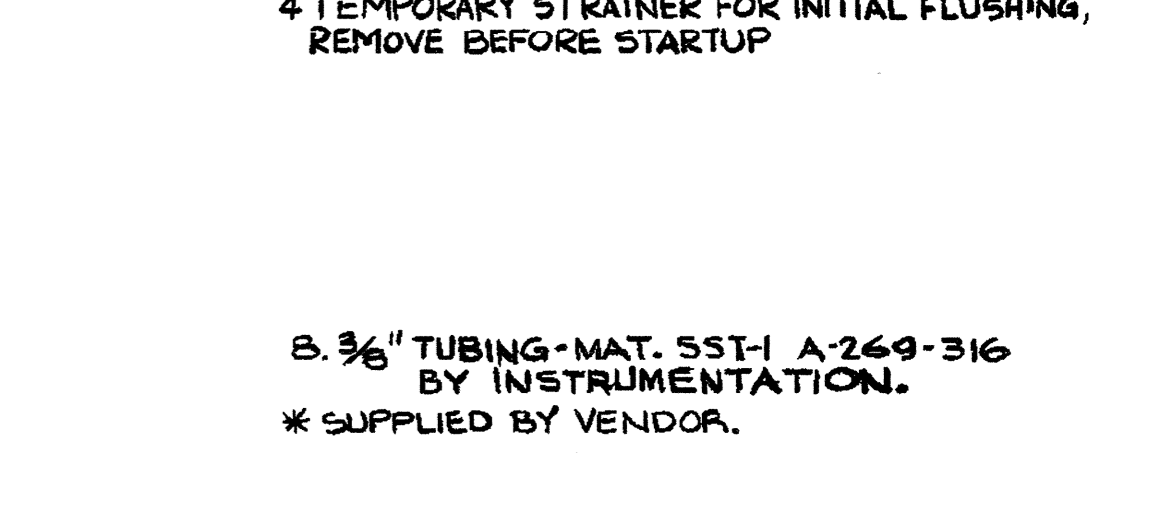 4 TEMPORARY STRAINER FOR INITIAL FLUSHING,
REMOVE BEFORE STARTUP
8. 3/8" TUBING-MAT. SST-1 A-269-316
BY INSTRUMENTATION.
* SUPPLIED BY VENDOR.